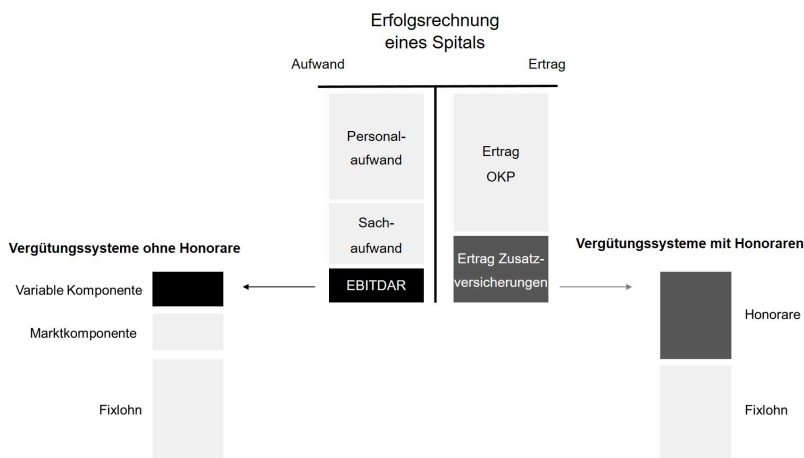 Erfolgsrechnung
eines Spitals
Aufwand
Ertrag
Personal-
aufwand
Ertrag
OKP
Sach-
aufwand
Ertrag Zusatz-
versicherungen
EBITDAR
Vergütungssysteme ohne Honorare
Variable Komponente
Marktkomponente
Fixlohn
Vergütungssysteme mit Honoraren
Honorare
Fixlohn